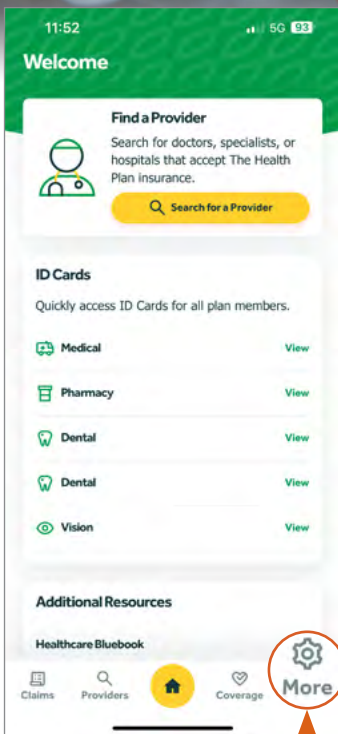 11:52
5G 93
Welcome
Find a Provider
Search for doctors, specialists, or
hospitals that accept The Health
Plan insurance.
Search for a Provider
ID Cards
Quickly access ID Cards for all plan members.
Medical View
Pharmacy View
Dental View
Dental View
Vision View
Additional Resources
Healthcare Bluebook
Claims Providers Coverage More